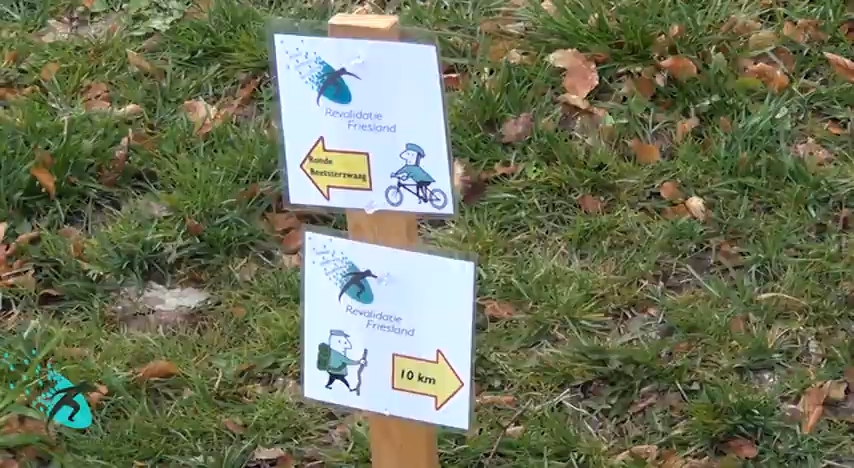 Revalidatie
Friesland
Ronde
Beetsterzwaag
Revalidatie
Friesland
10 km